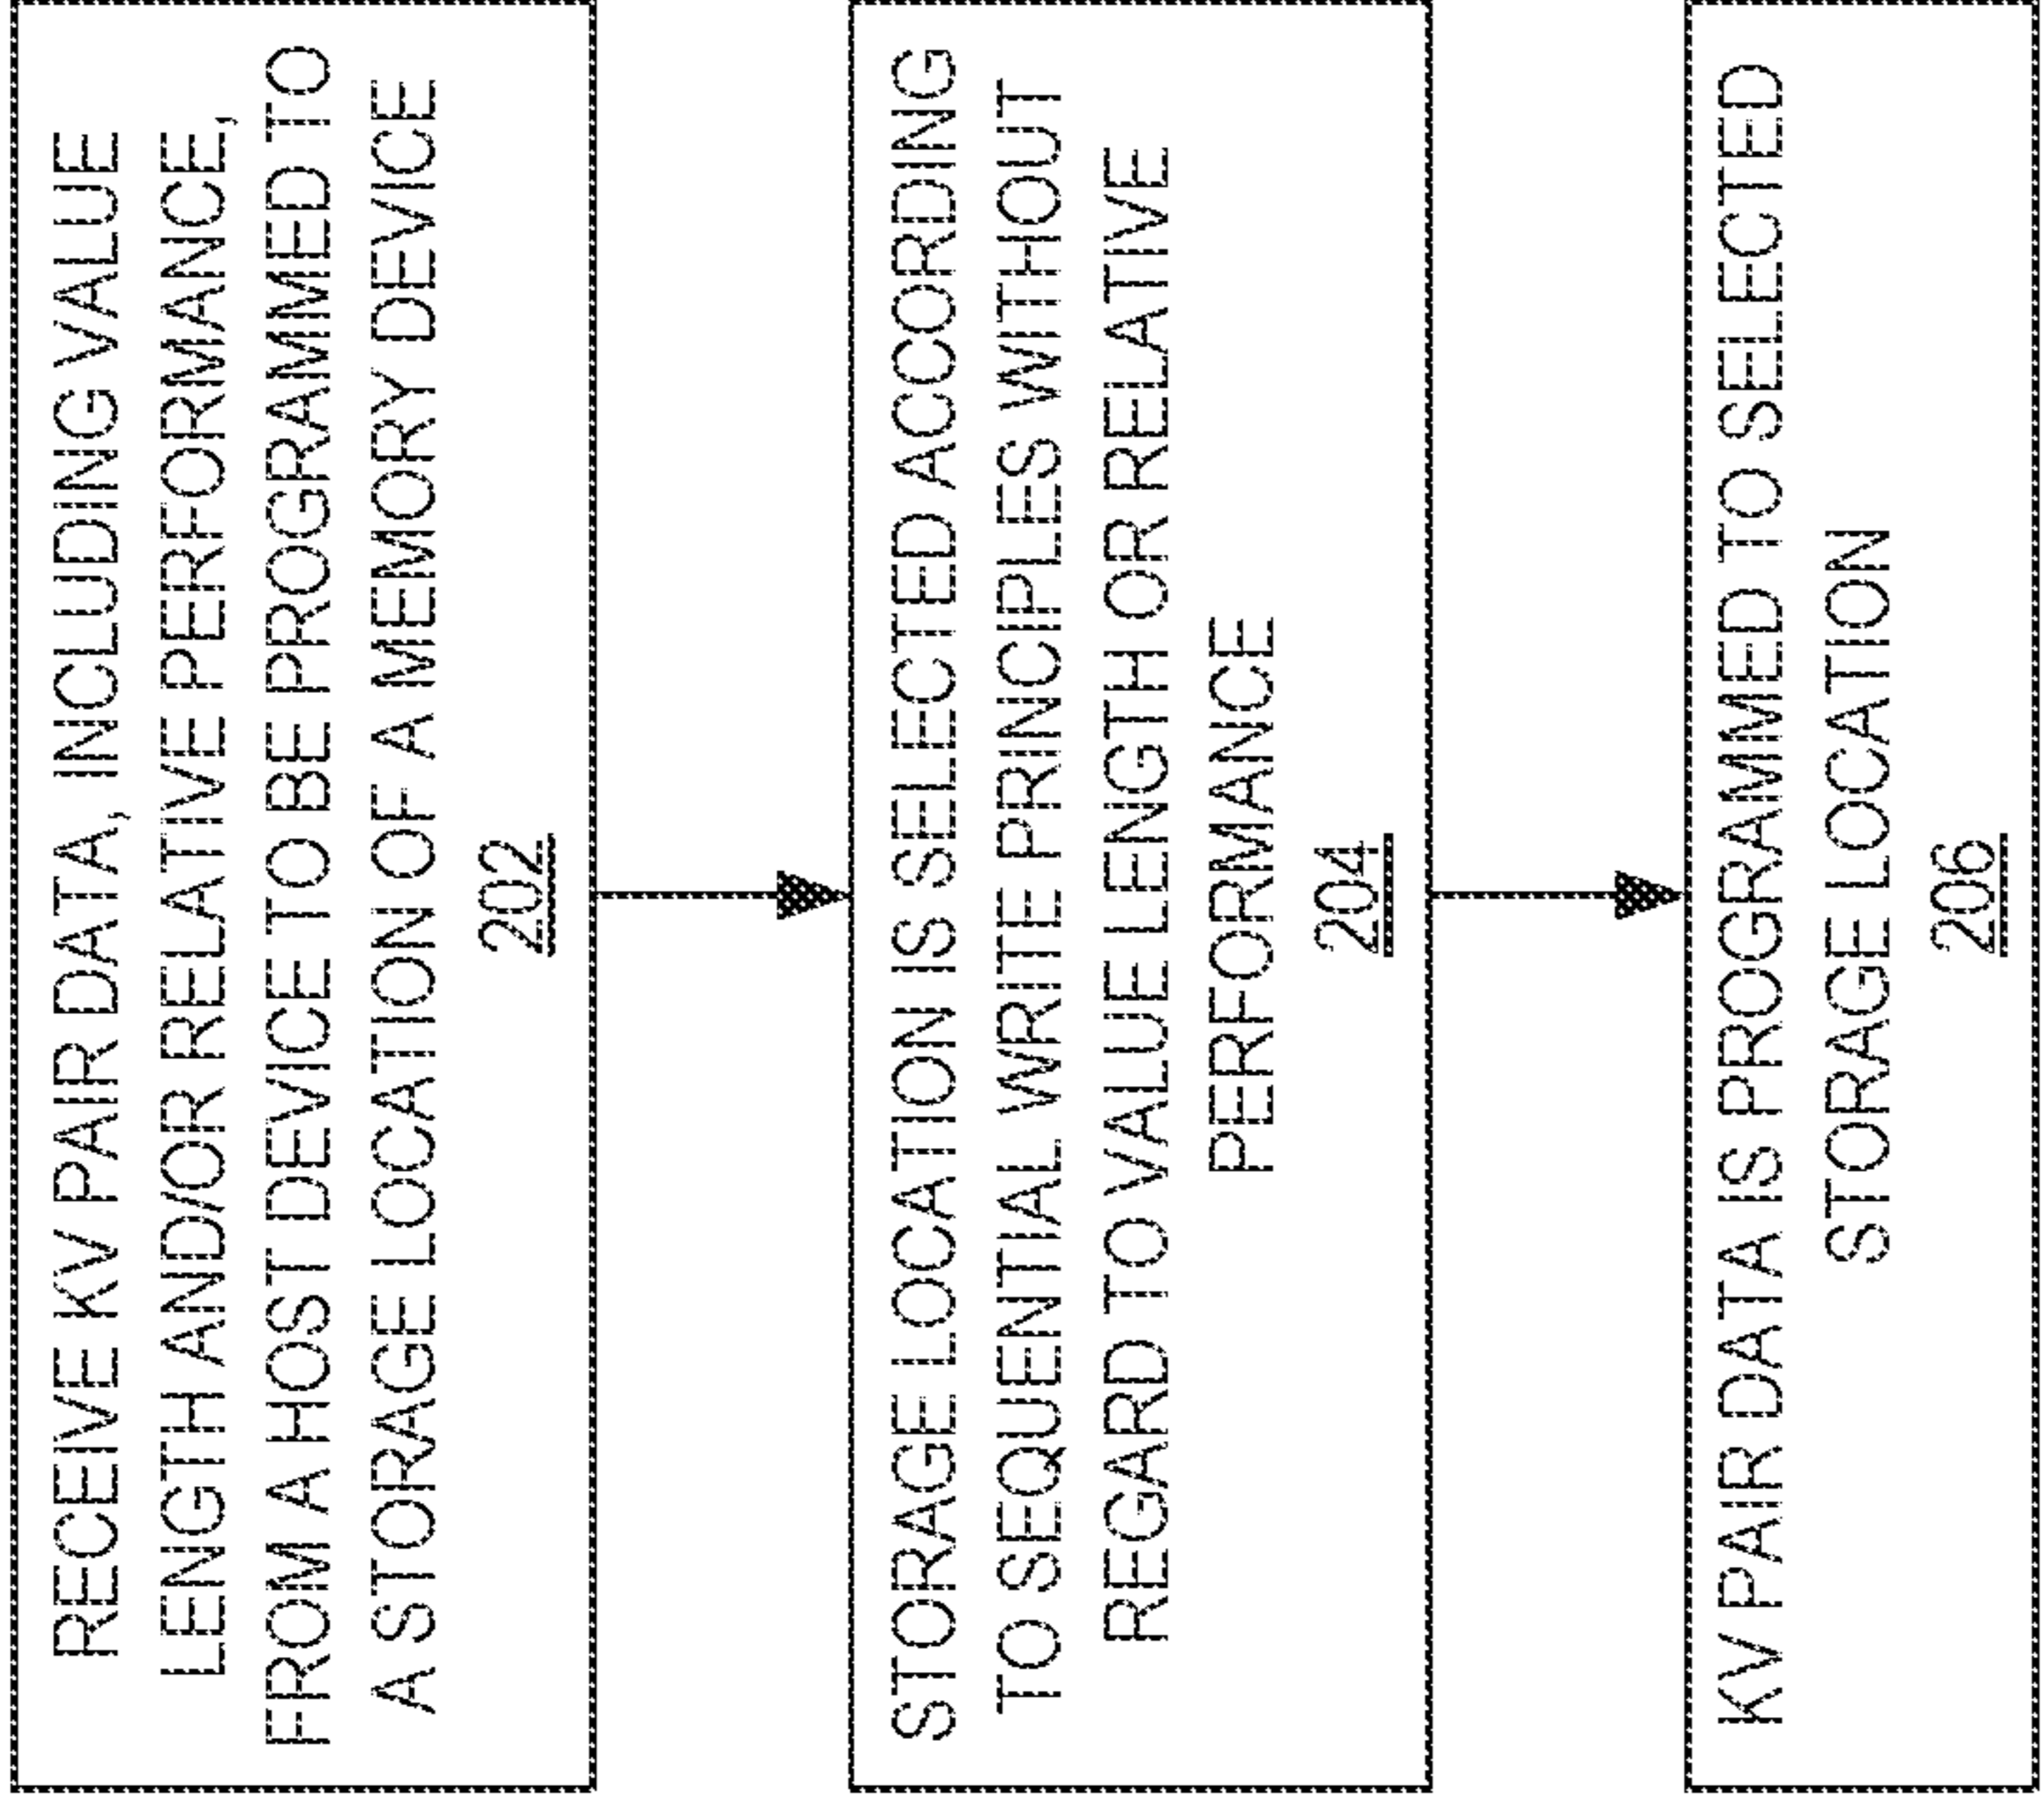 RECEIVE KV PAIR DATA, INCLUDING VALUE
LENGTH AND/OR RELATIVE PERFORMANCE,
FROM A HOST DEVICE TO BE PROGRAMMED TO
A STORAGE LOCATION OF A MEMORY DEVICE
202
STORAGE LOCATION IS SELECTED ACCORDING
TO SEQUENTIAL WRITE PRINCIPLES WITHOUT
REGARD TO VALUE LENGTH OR RELATIVE
PERFORMANCE
204
KV PAIR DATA IS PROGRAMMED TO SELECTED
STORAGE LOCATION
206